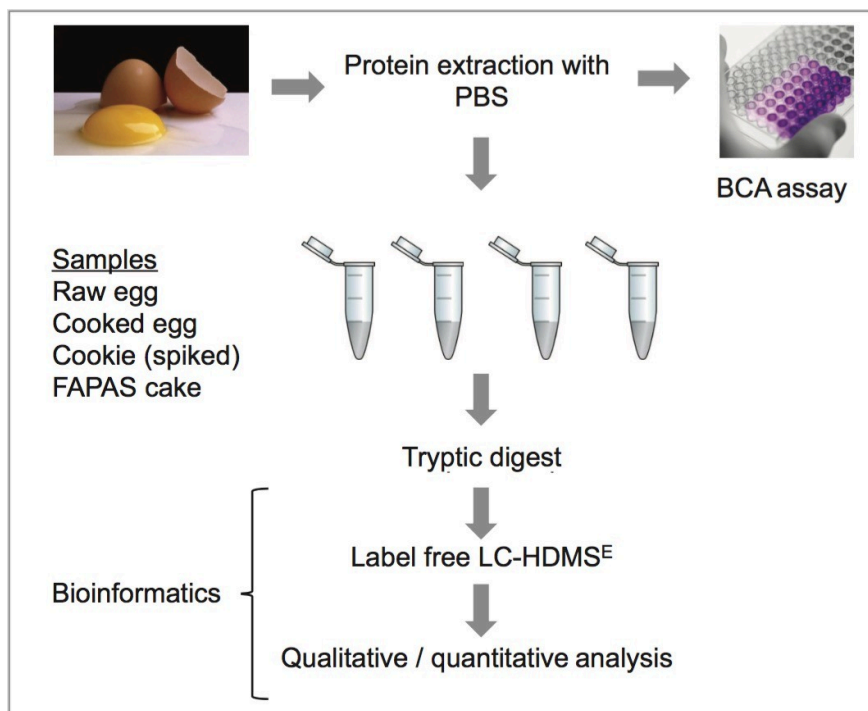 Protein extraction with
PBS
BCA assay
Samples
Raw egg
Cooked egg
Cookie (spiked)
FAPAS cake
Tryptic digest
Bioinformatics
Label free LC-HDMSᴱ
Qualitative / quantitative analysis